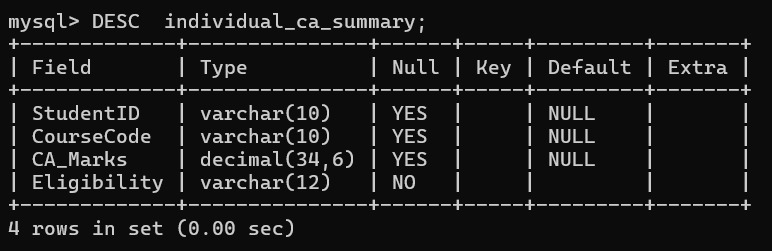 mysql> DESC  individual_ca_summary;
+-------------+---------------+------+-----+---------+-------+
| Field       | Type          | Null | Key | Default | Extra |
+-------------+---------------+------+-----+---------+-------+
| StudentID   | varchar(10)   | YES  |     | NULL    |       |
| CourseCode  | varchar(10)   | YES  |     | NULL    |       |
| CA_Marks    | decimal(34,6) | YES  |     | NULL    |       |
| Eligibility | varchar(12)   | NO   |     |         |       |
+-------------+---------------+------+-----+---------+-------+
4 rows in set (0.00 sec)